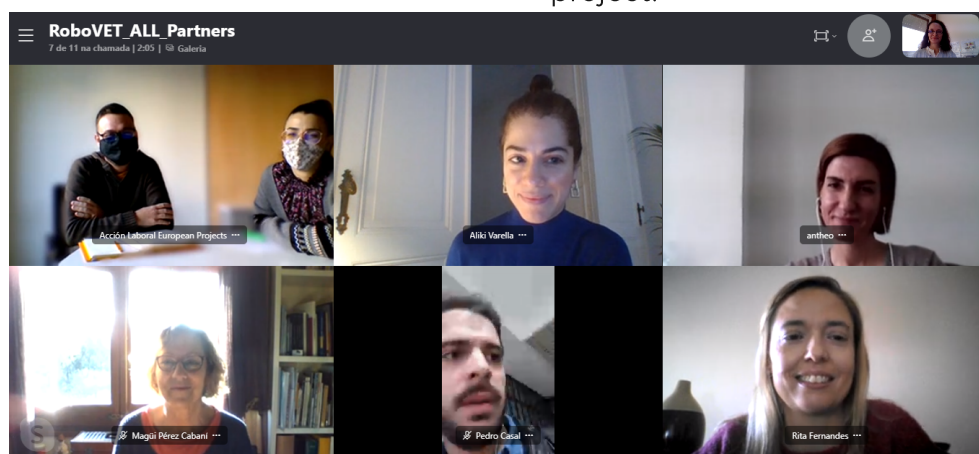 project.
RoboVET_ALL_Partners
7 de 11 na chamada | 2:05 | Galeria
Acción Laboral European Projects ···
Aliki Varella ···
antheo ···
S
Magüi Pérez Cabaní ···
Pedro Casal ···
Rita Fernandes ···